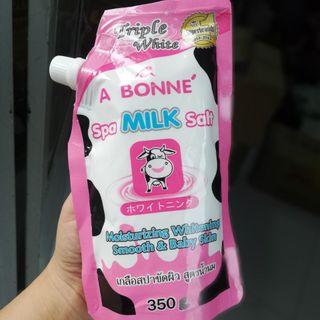 Triple
White
A BONNE'
Spa MILK Salt
ホワイトニング
Moisturizing Whitening
Smooth & Baby Skin
เกลือสปาขัดผิว สูตรน้ำนม
350 g